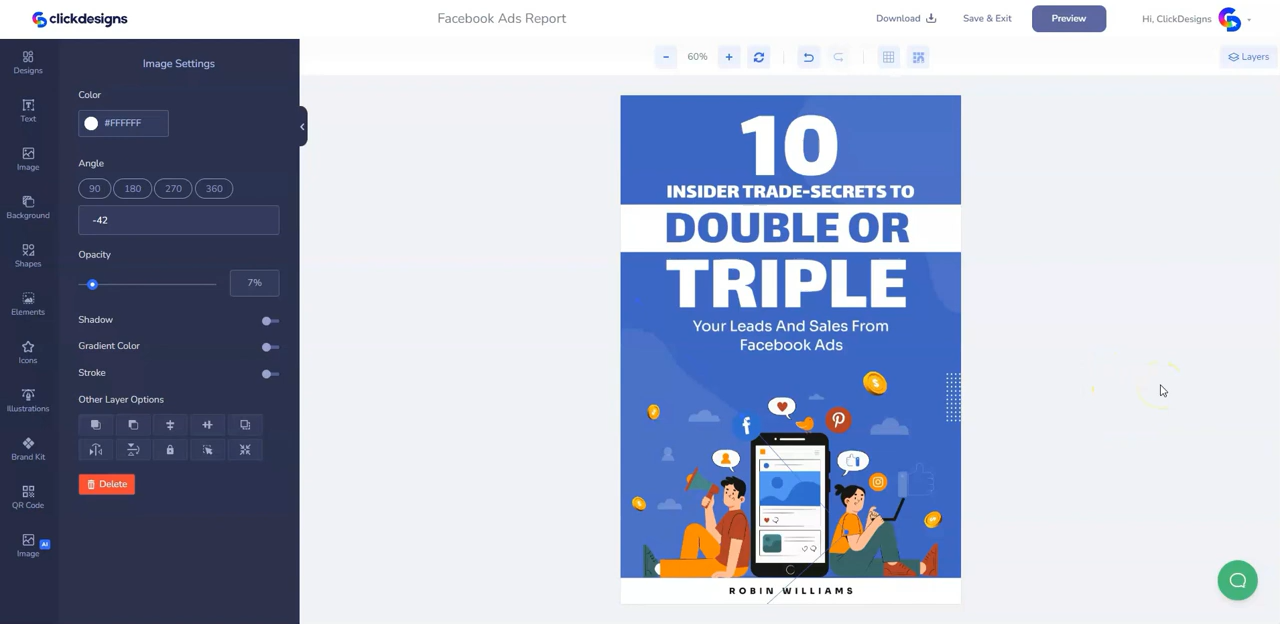 clickdesigns
Facebook Ads Report
Download
Save & Exit
Preview
Hi, ClickDesigns
Designs
Text
Image
Background
Shapes
Elements
Icons
Illustrations
Brand Kit
QR Code
Image
AI
Image Settings
Color
#FFFFFF
Angle
90
180
270
360
-42
Opacity
7%
Shadow
Gradient Color
Stroke
Other Layer Options
Delete
- 60% +
Layers
10
INSIDER TRADE-SECRETS TO
DOUBLE OR
TRIPLE
Your Leads And Sales From
Facebook Ads
ROBIN WILLIAMS